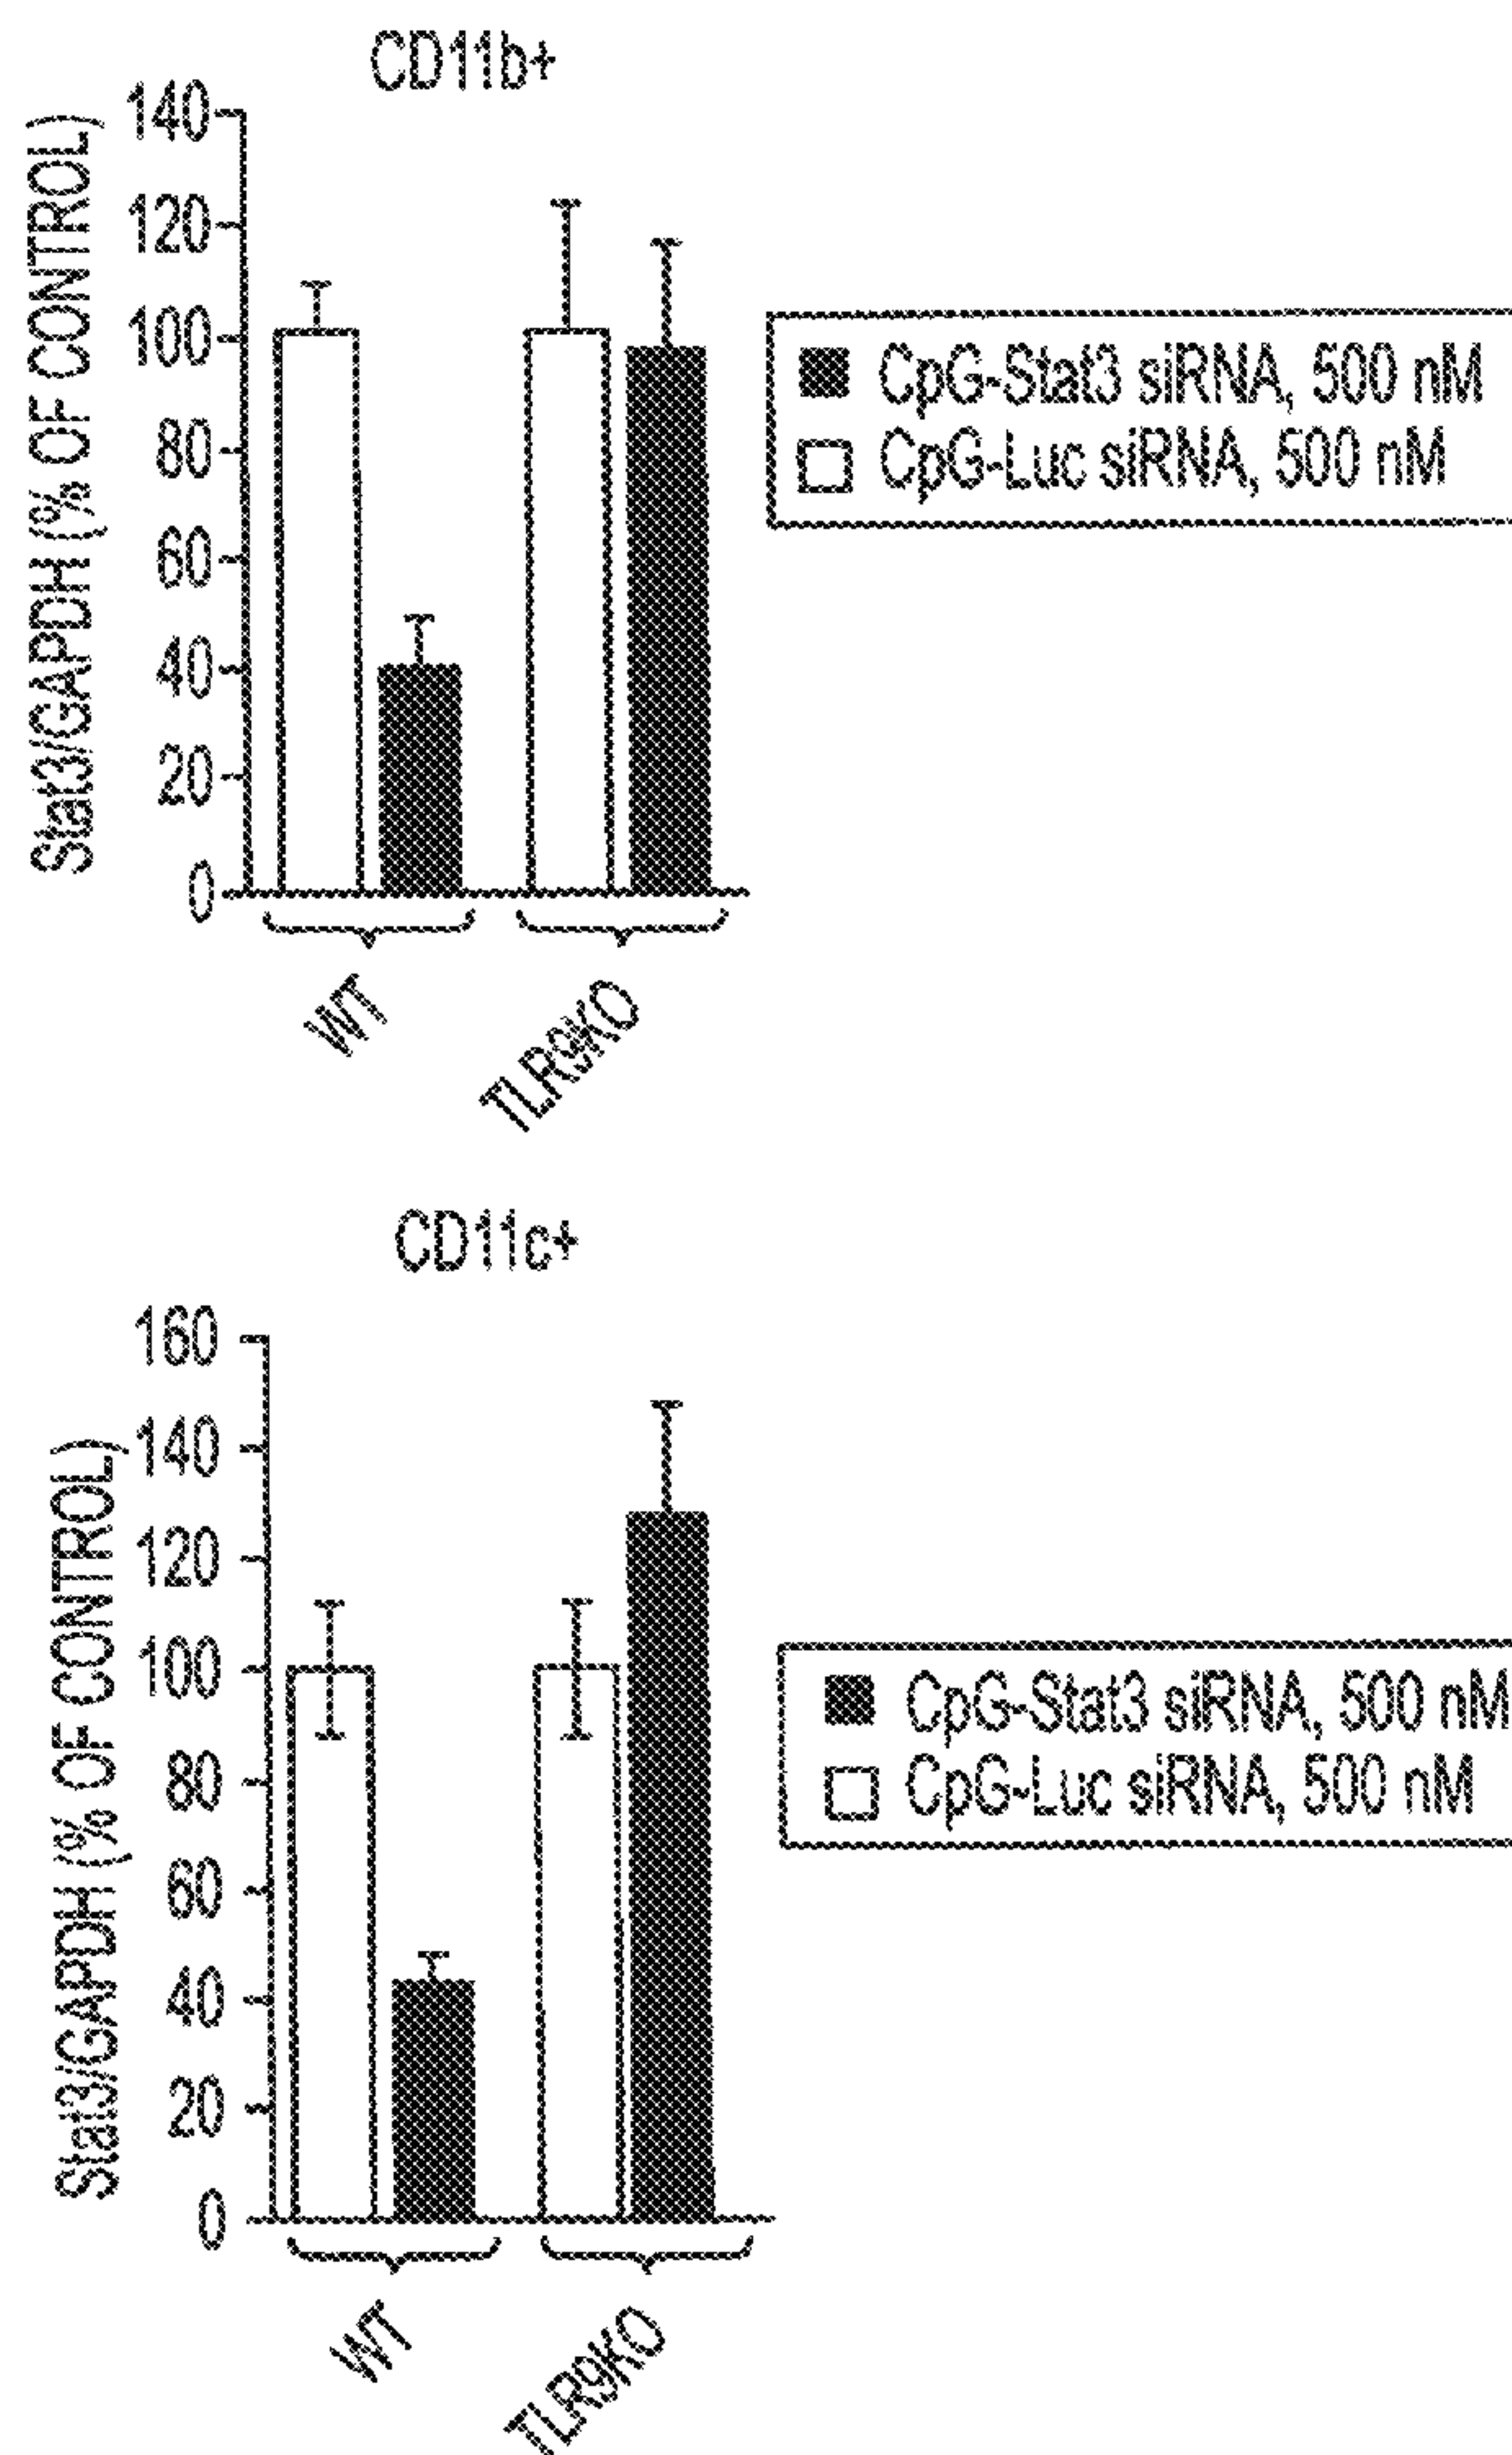 CD11b+
Stat3/GAPDH (% OF CONTROL)
140
120
100
80
60
40
20
0
WT
TLR9KO
CpG-Stat3 siRNA, 500 nM
CpG-Luc siRNA, 500 nM
CD11c+
Stat3/GAPDH (% OF CONTROL)
160
140
120
100
80
60
40
20
0
WT
TLR9KO
CpG-Stat3 siRNA, 500 nM
CpG-Luc siRNA, 500 nM